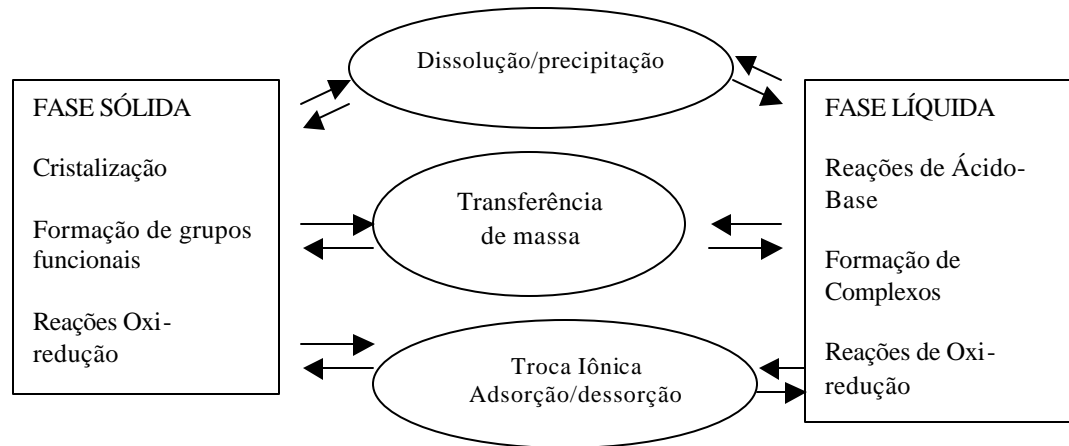 FASE SÓLIDA
Cristalização
Formação de grupos
funcionais
Reações Oxi-
redução
Dissolução/precipitação
Transferência
de massa
Troca Iônica
Adsorção/dessorção
FASE LÍQUIDA
Reações de Ácido-
Base
Formação de
Complexos
Reações de Oxi-
redução